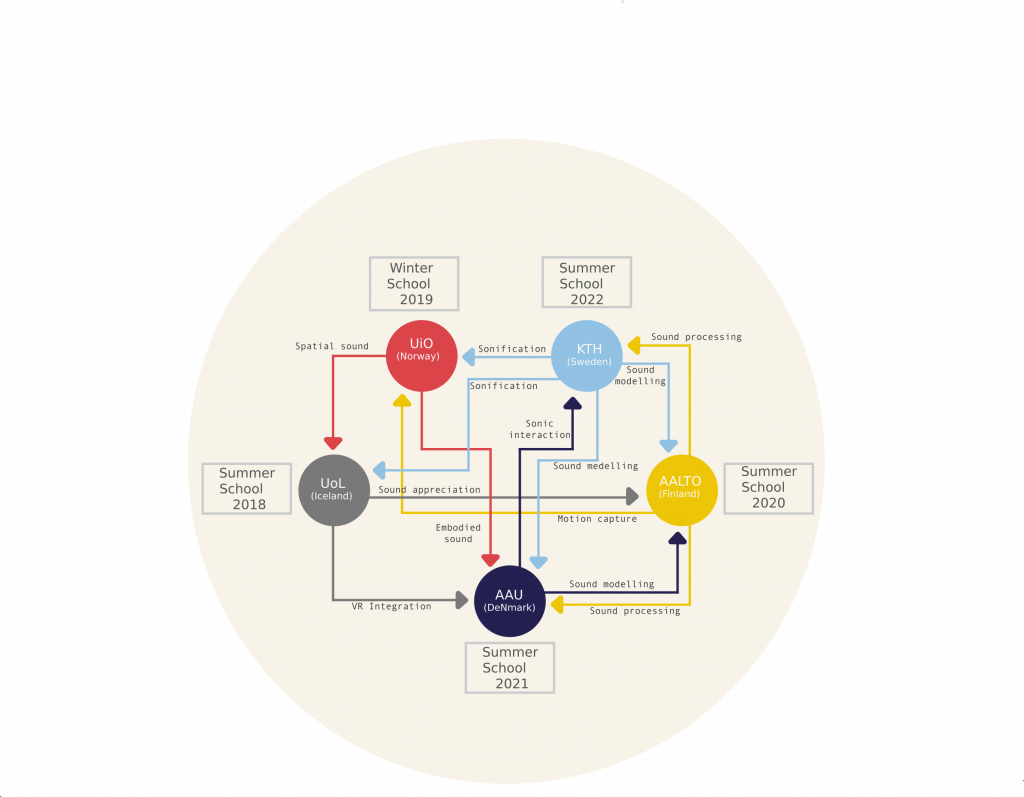 Winter
School
2019
Summer
School
2022
UiO
(Norway)
KTH
(Sweden)
Spatial sound
Sonification
Sound processing
Sound
modelling
Sonification
Sonic
interaction
Sound medelling
Summer
School
2018
UoL
(Iceland)
Sound appreciation
AALTO
(Finland)
Summer
School
2020
Motion capture
Embodied
sound
Sound modelling
AAU
(DeNmark)
VR Integration
Sound processing
Summer
School
2021